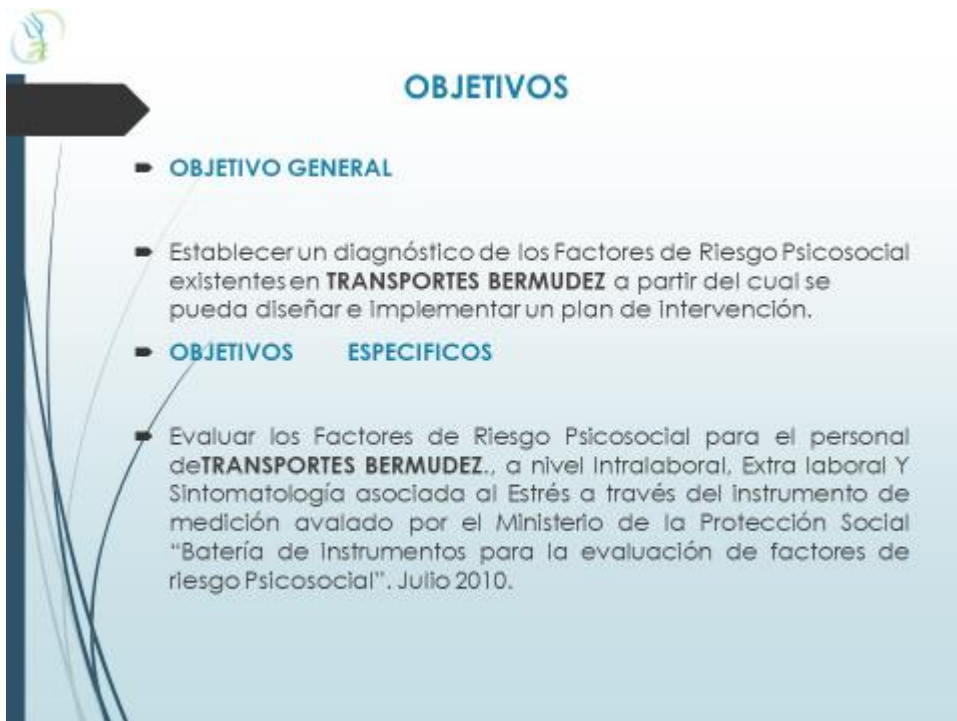 OBJETIVOS
OBJETIVO GENERAL
Establecer un diagnóstico de los Factores de Riesgo Psicosocial
existentes en TRANSPORTES BERMUDEZ a partir del cual se
pueda diseñar e implementar un plan de intervención.
OBJETIVOS ESPECIFICOS
Evaluar los Factores de Riesgo Psicosocial para el personal
deTRANSPORTES BERMUDEZ., a nivel Intralaboral, Extra laboral Y
Sintomatología asociada al Estrés a través del instrumento de
medición avalado por el Ministerio de la Protección Social
“Batería de instrumentos para la evaluación de factores de
riesgo Psicosocial”. Julio 2010.